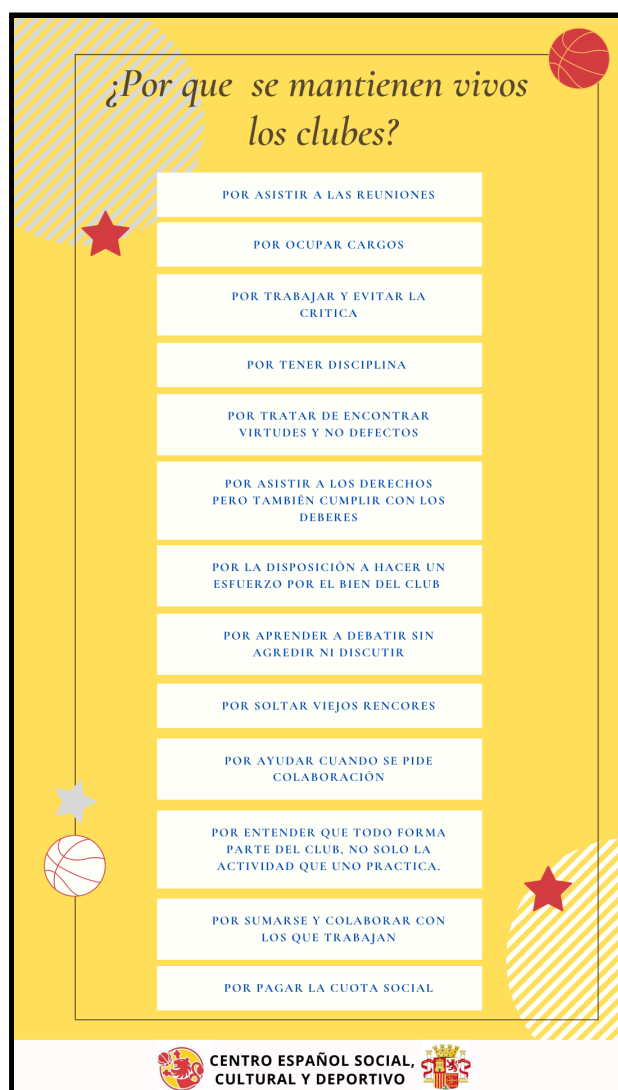 ¿Por que se mantienen vivos
los clubes?
POR ASISTIR A LAS REUNIONES
POR OCUPAR CARGOS
POR TRABAJAR Y EVITAR LA
CRITICA
POR TENER DISCIPLINA
POR TRATAR DE ENCONTRAR
VIRTUDES Y NO DEFECTOS
POR ASISTIR A LOS DERECHOS
PERO TAMBIÉN CUMPLIR CON LOS
DEBERES
POR LA DISPOSICIÓN A HACER UN
ESFUERZO POR EL BIEN DEL CLUB
POR APRENDER A DEBATIR SIN
AGREDIR NI DISCUTIR
POR SOLTAR VIEJOS RENCORES
POR AYUDAR CUANDO SE PIDE
COLABORACIÓN
POR ENTENDER QUE TODO FORMA
PARTE DEL CLUB, NO SOLO LA
ACTIVIDAD QUE UNO PRACTICA.
POR SUMARSE Y COLABORAR CON
LOS QUE TRABAJAN
POR PAGAR LA CUOTA SOCIAL
CENTRO ESPAÑOL SOCIAL,
CULTURAL Y DEPORTIVO